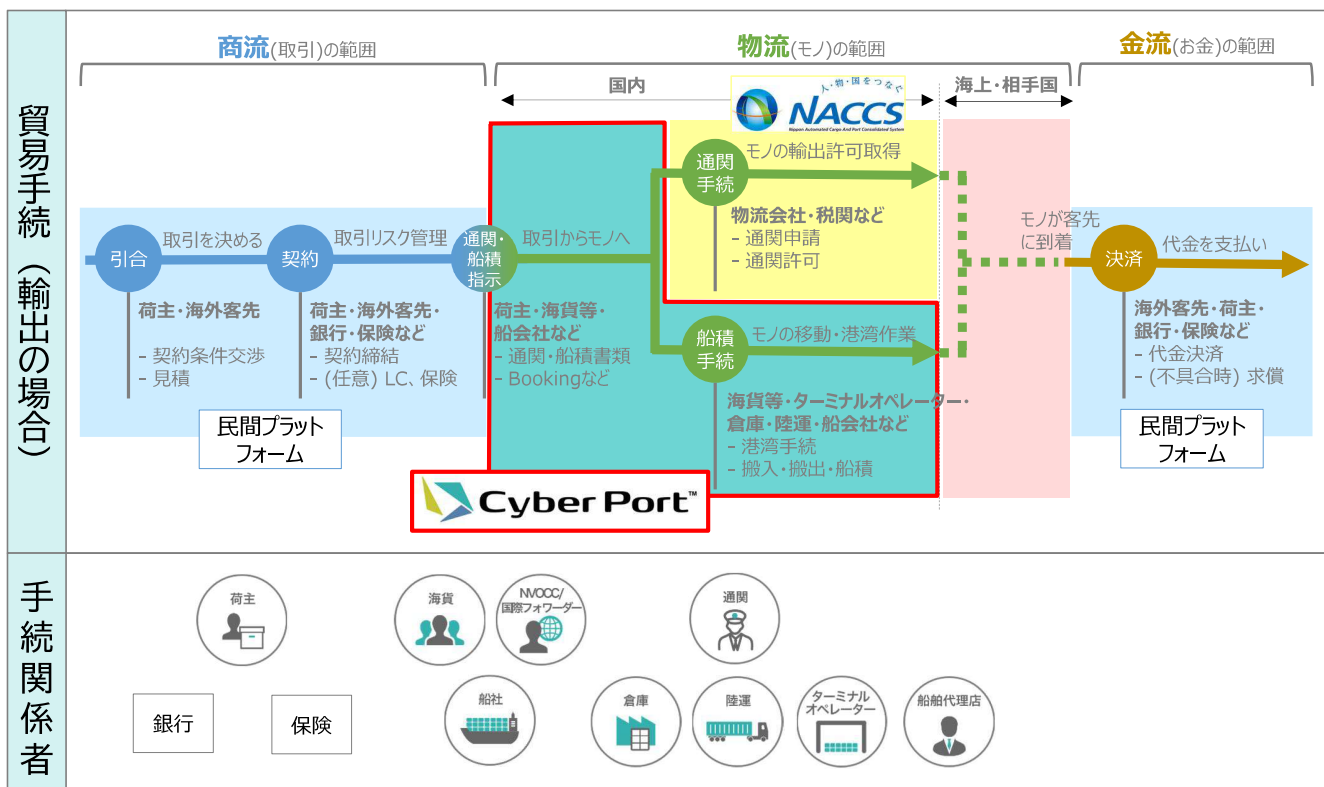 貿易手続（輸出の場合）
商流(取引)の範囲
物流(モノ)の範囲
金流(お金)の範囲
国内
海上・相手国
人・物・国をつなぐ
NACCS
Nippon Automated Cargo And Port Consolidated System
引合
取引を決める
荷主・海外客先
- 契約条件交渉
- 見積
契約
取引リスク管理
荷主・海外客先・
銀行・保険など
- 契約締結
- (任意) LC、保険
民間プラット
フォーム
通関・
船積
指示
取引からモノへ
荷主・海貨等・
船会社など
- 通関・船積書類
- Bookingなど
通関
手続
モノの輸出許可取得
物流会社・税関など
- 通関申請
- 通関許可
船積
手続
モノの移動・港湾作業
海貨等・ターミナルオペレーター・
倉庫・陸運・船会社など
- 港湾手続
- 搬入・搬出・船積
Cyber Port™
モノが客先
に到着
決済
代金を支払い
海外客先・荷主・
銀行・保険など
- 代金決済
- (不具合時) 求償
民間プラット
フォーム
手続関係者
荷主
海貨
NVOCC/
国際フォワーダー
通関
銀行
保険
船社
倉庫
陸運
ターミナル
オペレーター
船舶代理店